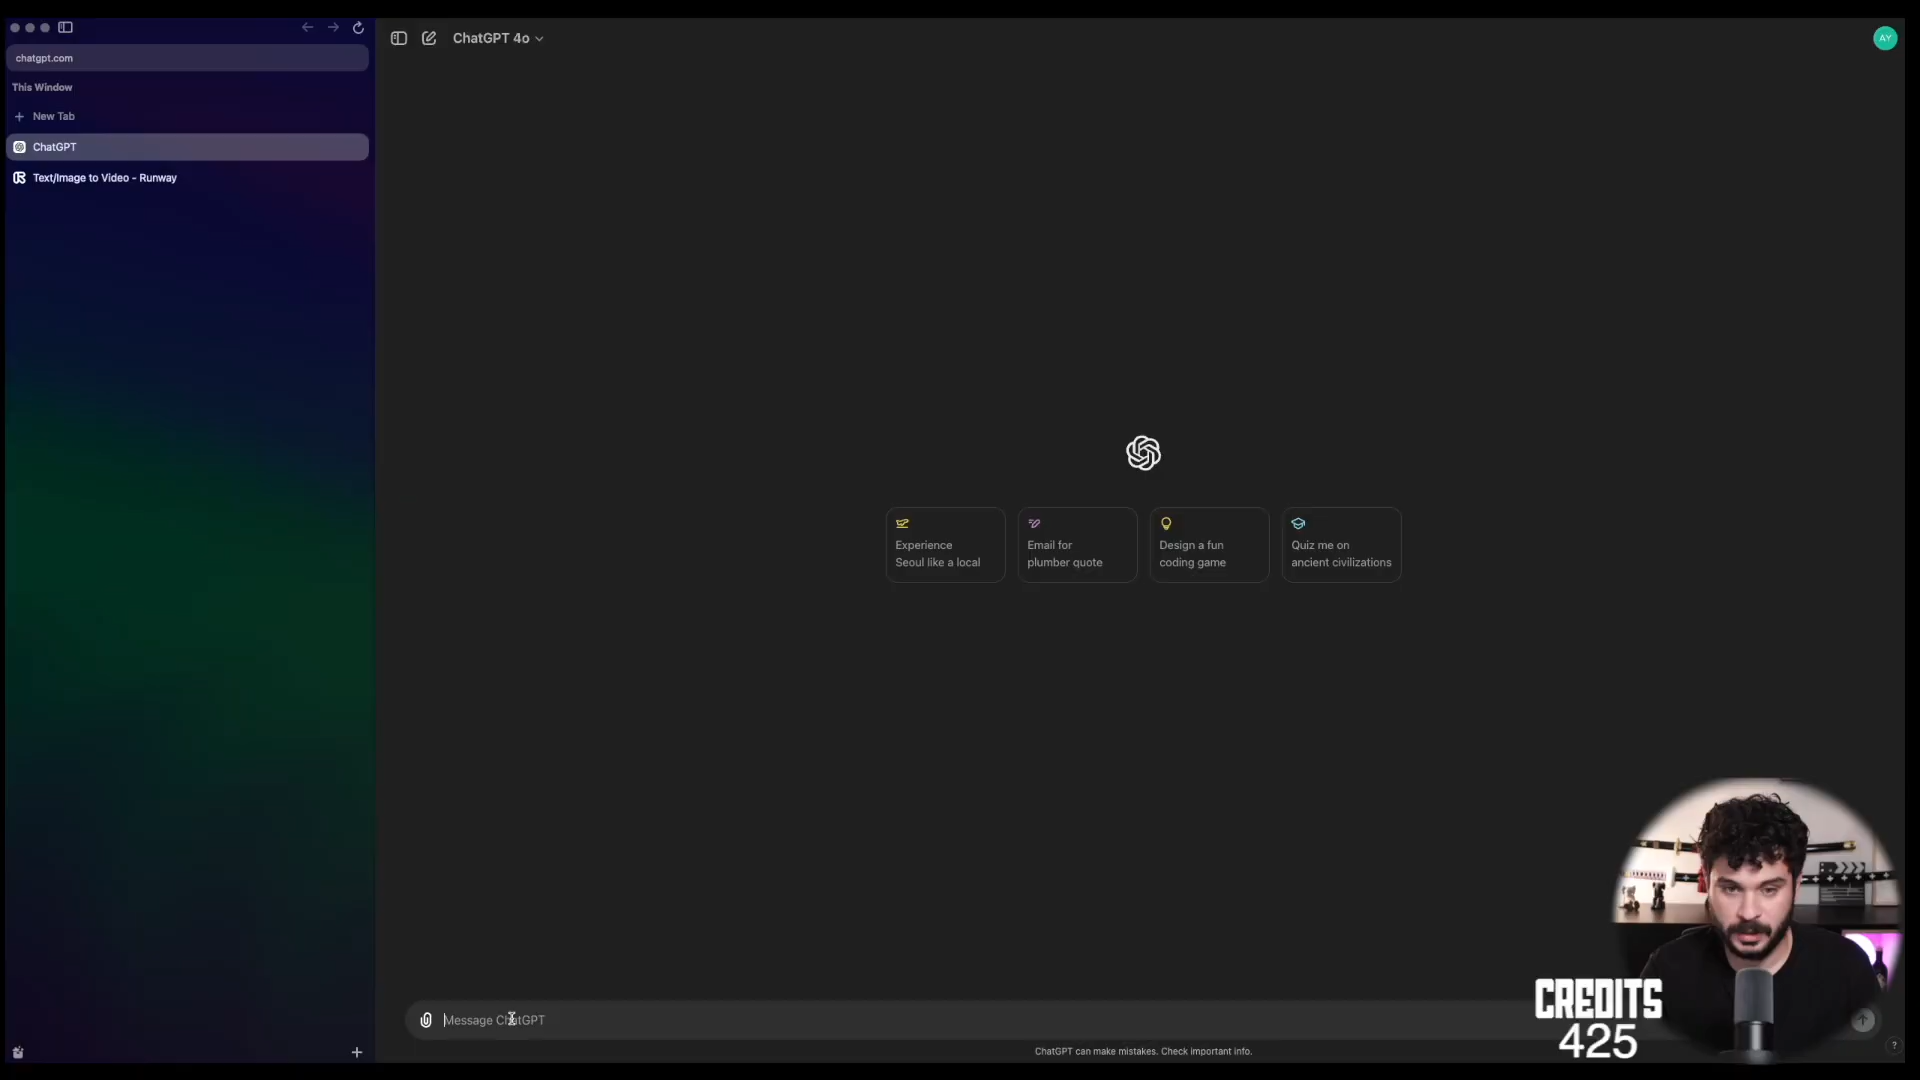 chatgpt.com
This Window
New Tab
ChatGPT
Text/Image to Video - Runway
ChatGPT 4o
AY
Experience
Seoul like a local
Email for
plumber quote
Design a fun
coding game
Quiz me on
ancient civilizations
Message ChatGPT
ChatGPT can make mistakes. Check important info.
?
CREDITS
425